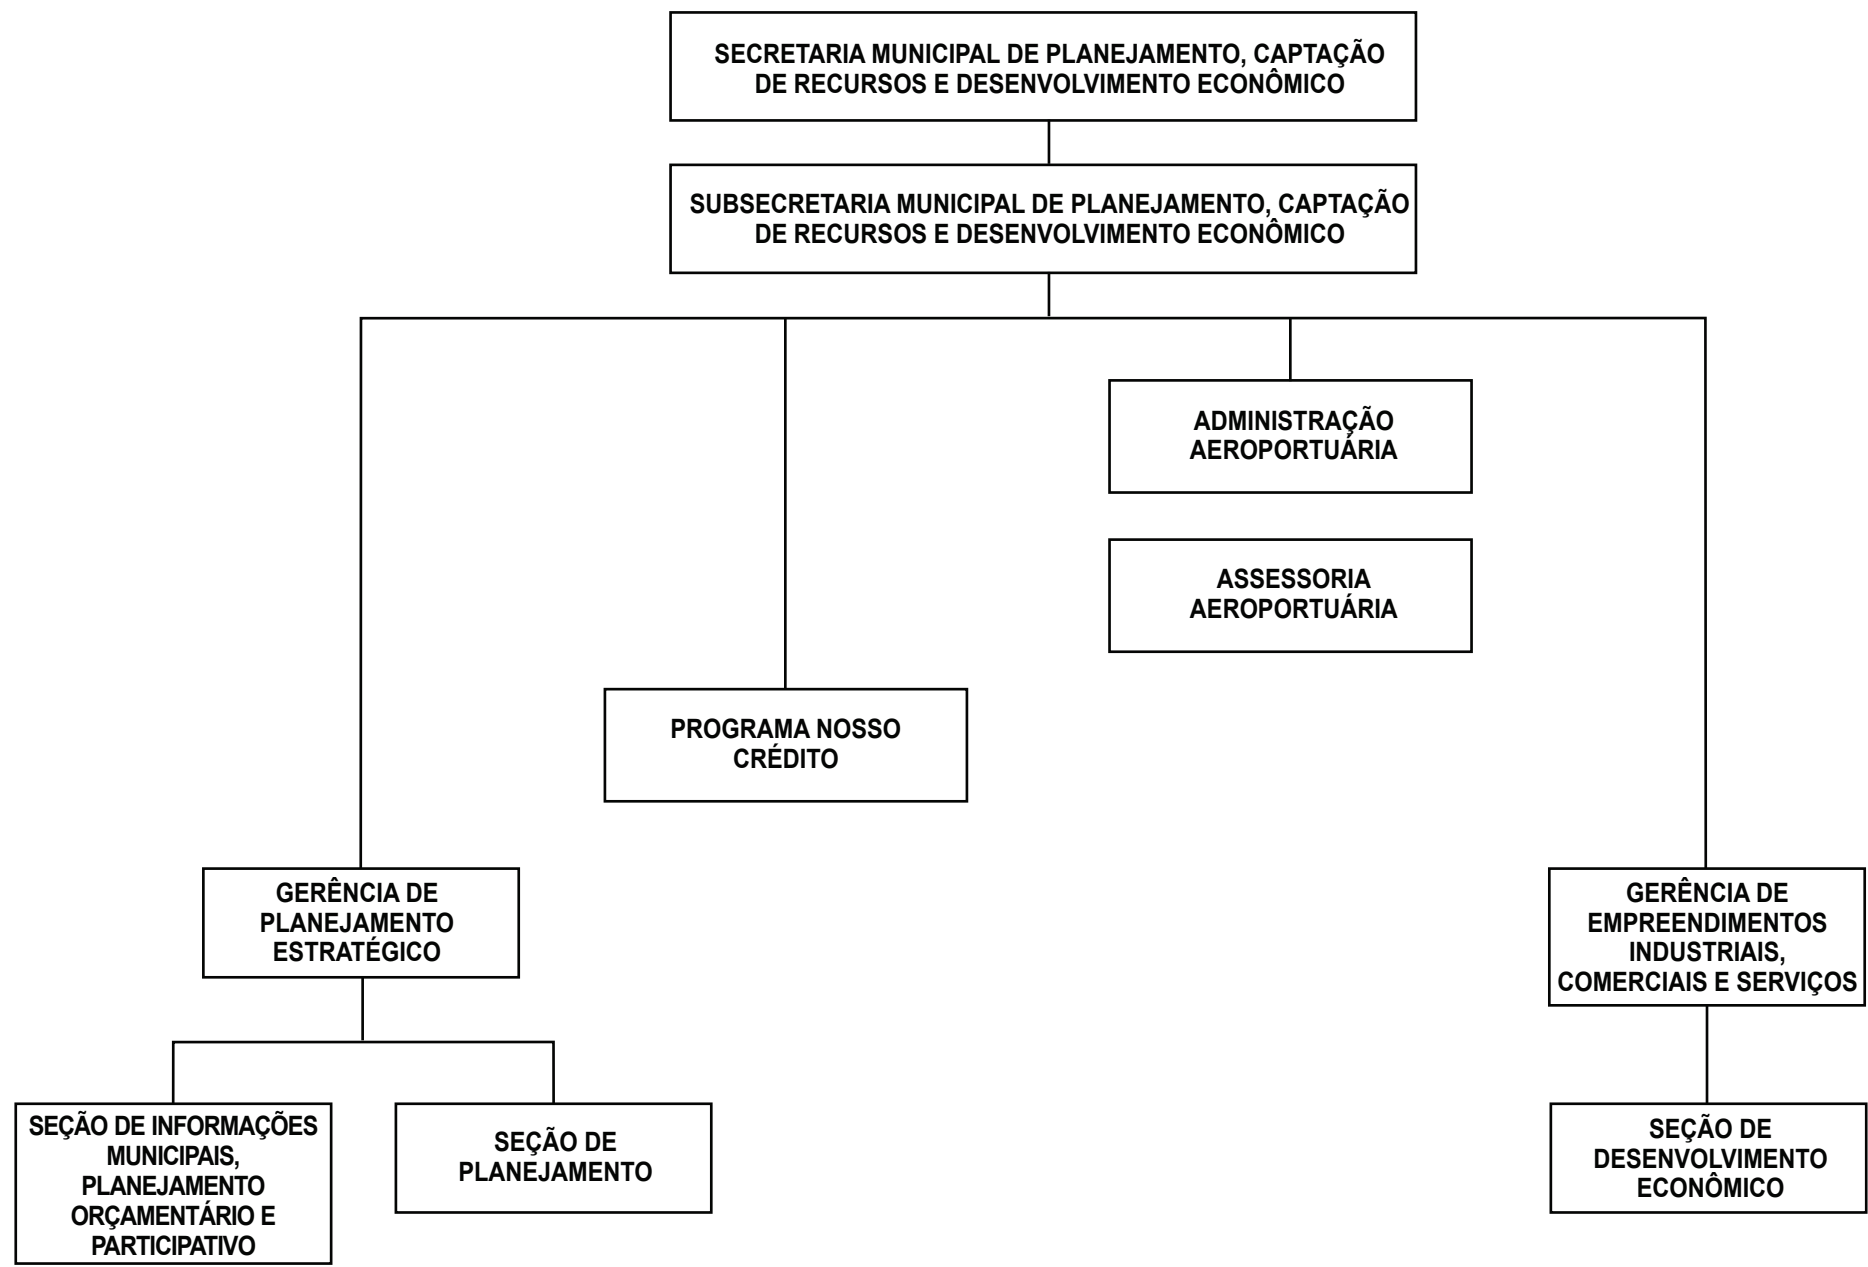 SECRETARIA MUNICIPAL DE PLANEJAMENTO, CAPTAÇÃO
DE RECURSOS E DESENVOLVIMENTO ECONÔMICO
SUBSECRETARIA MUNICIPAL DE PLANEJAMENTO, CAPTAÇÃO
DE RECURSOS E DESENVOLVIMENTO ECONÔMICO
ADMINISTRAÇÃO
AEROPORTUÁRIA
ASSESSORIA
AEROPORTUÁRIA
PROGRAMA NOSSO
CRÉDITO
GERÊNCIA DE
PLANEJAMENTO
ESTRATÉGICO
GERÊNCIA DE
EMPREENDIMENTOS
INDUSTRIAIS,
COMERCIAIS E SERVIÇOS
SEÇÃO DE INFORMAÇÕES
MUNICIPAIS,
PLANEJAMENTO
ORÇAMENTÁRIO E
PARTICIPATIVO
SEÇÃO DE
PLANEJAMENTO
SEÇÃO DE
DESENVOLVIMENTO
ECONÔMICO